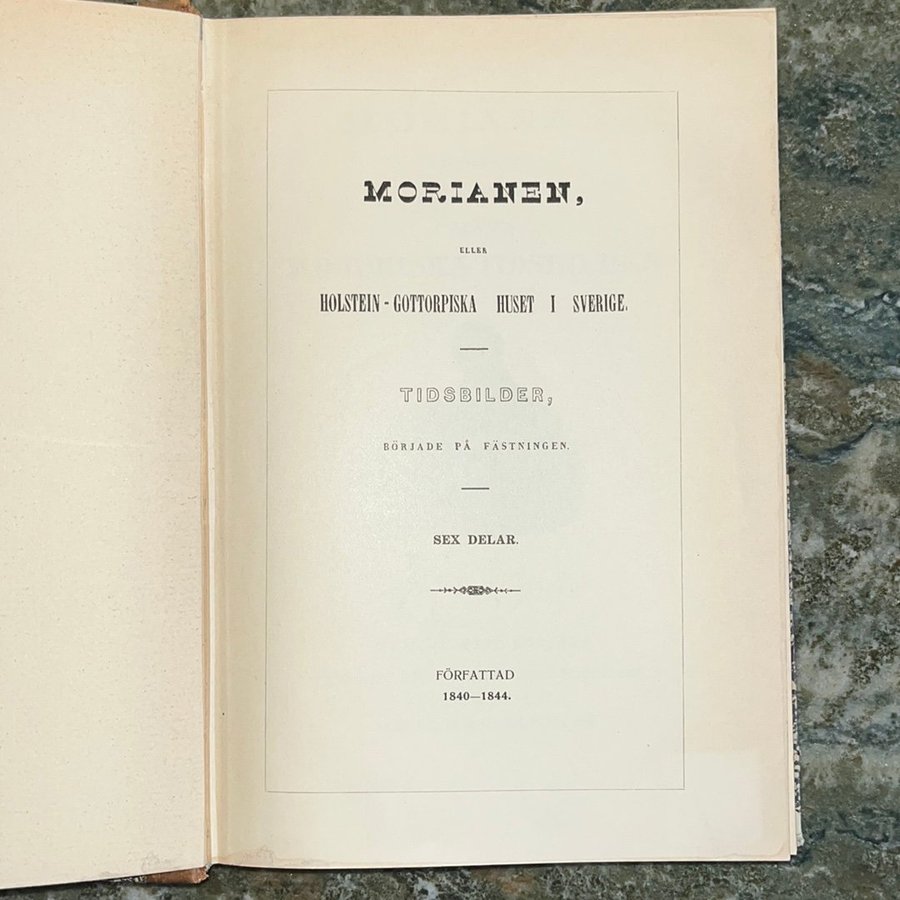 MORIANEN,
ELLER
HOLSTEIN-GOTTORPISKA HUSET I SVERIGE.
TIDSBILDER,
BÖRJADE PÅ FÄSTNINGEN.
SEX DELAR.
FÖRFATTAD
1840—1844.